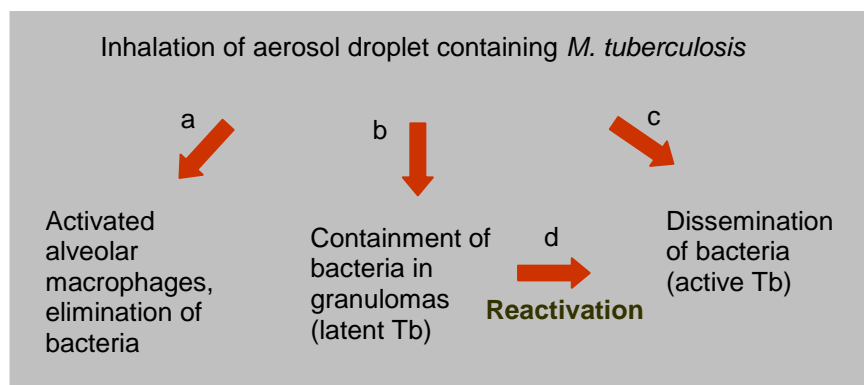 Inhalation of aerosol droplet containing M. tuberculosis
a
b
c
Activated
alveolar
macrophages,
elimination of
bacteria
Containment of
bacteria in
granulomas
(latent Tb)
d
Reactivation
Dissemination
of bacteria
(active Tb)